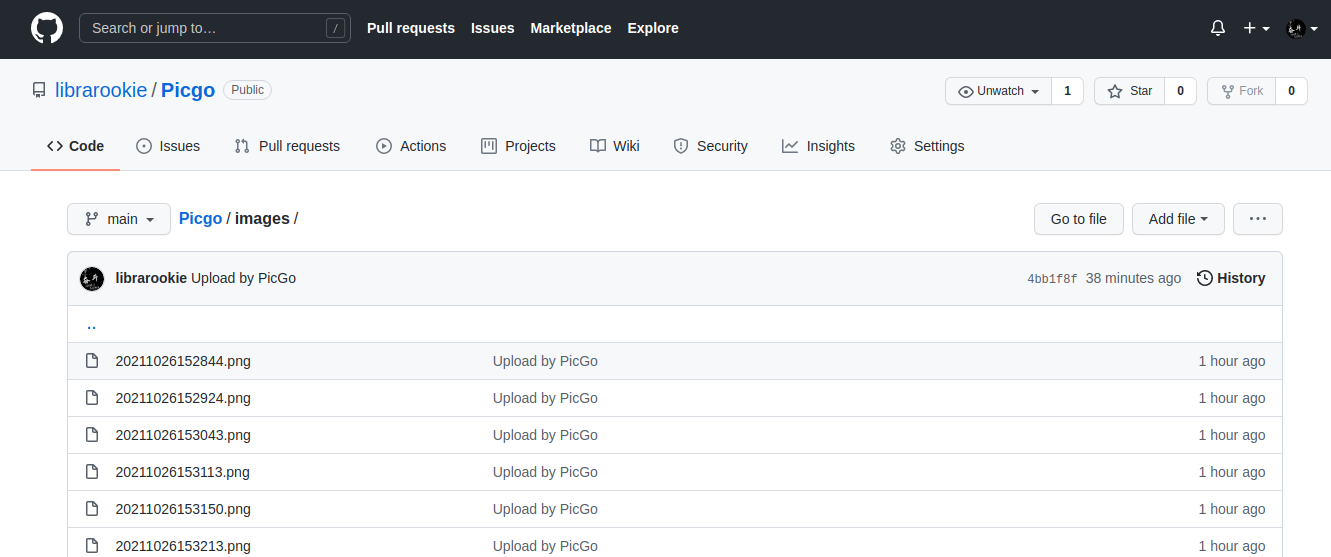 Search or jump to… / Pull requests Issues Marketplace Explore
librarookie / Picgo Public Unwatch 1 Star 0 Fork 0
Code Issues Pull requests Actions Projects Wiki Security Insights Settings
main Picgo / images / Go to file Add file ···
librarookie Upload by PicGo 4bb1f8f 38 minutes ago History
..
20211026152844.png Upload by PicGo 1 hour ago
20211026152924.png Upload by PicGo 1 hour ago
20211026153043.png Upload by PicGo 1 hour ago
20211026153113.png Upload by PicGo 1 hour ago
20211026153150.png Upload by PicGo 1 hour ago
20211026153213.png Upload by PicGo 1 hour ago